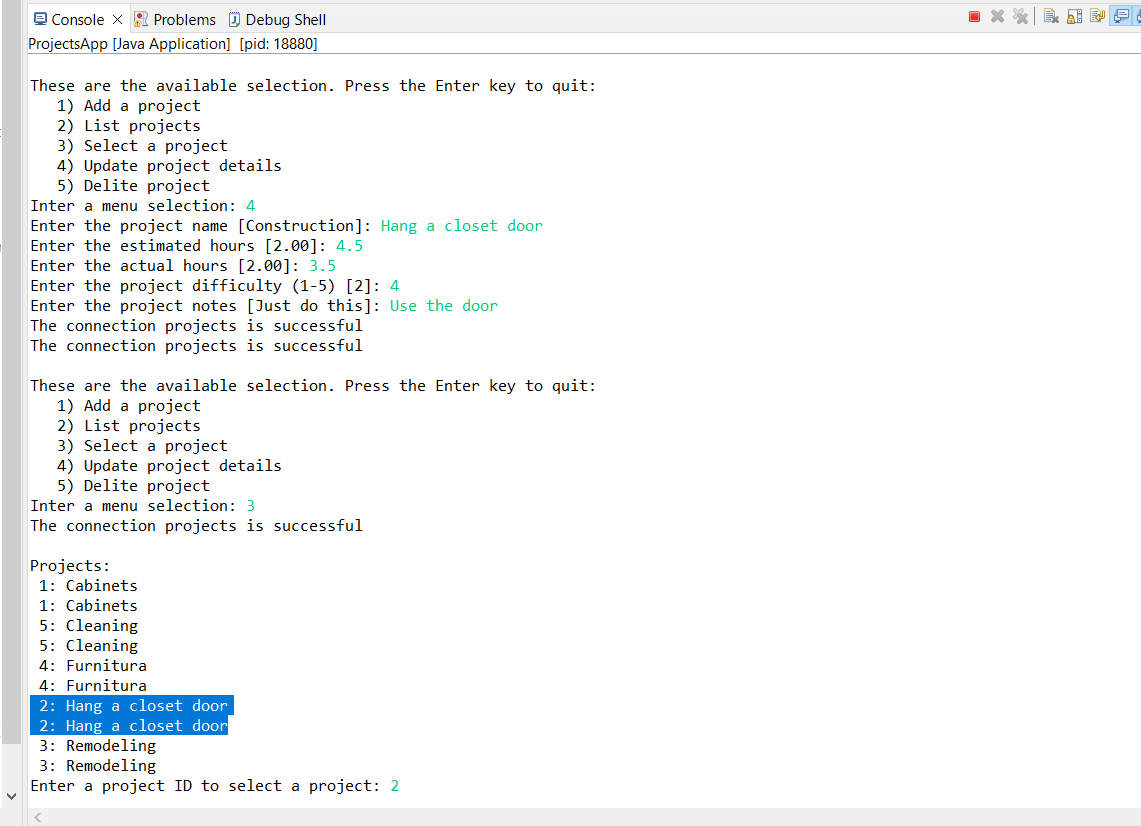 Console Problems Debug Shell
ProjectsApp [Java Application] [pid: 18880]
These are the available selection. Press the Enter key to quit:
1) Add a project
2) List projects
3) Select a project
4) Update project details
5) Delite project
Inter a menu selection: 4
Enter the project name [Construction]: Hang a closet door
Enter the estimated hours [2.00]: 4.5
Enter the actual hours [2.00]: 3.5
Enter the project difficulty (1-5) [2]: 4
Enter the project notes [Just do this]: Use the door
The connection projects is successful
The connection projects is successful
These are the available selection. Press the Enter key to quit:
1) Add a project
2) List projects
3) Select a project
4) Update project details
5) Delite project
Inter a menu selection: 3
The connection projects is successful
Projects:
1: Cabinets
1: Cabinets
5: Cleaning
5: Cleaning
4: Furnitura
4: Furnitura
2: Hang a closet door
2: Hang a closet door
3: Remodeling
3: Remodeling
Enter a project ID to select a project: 2